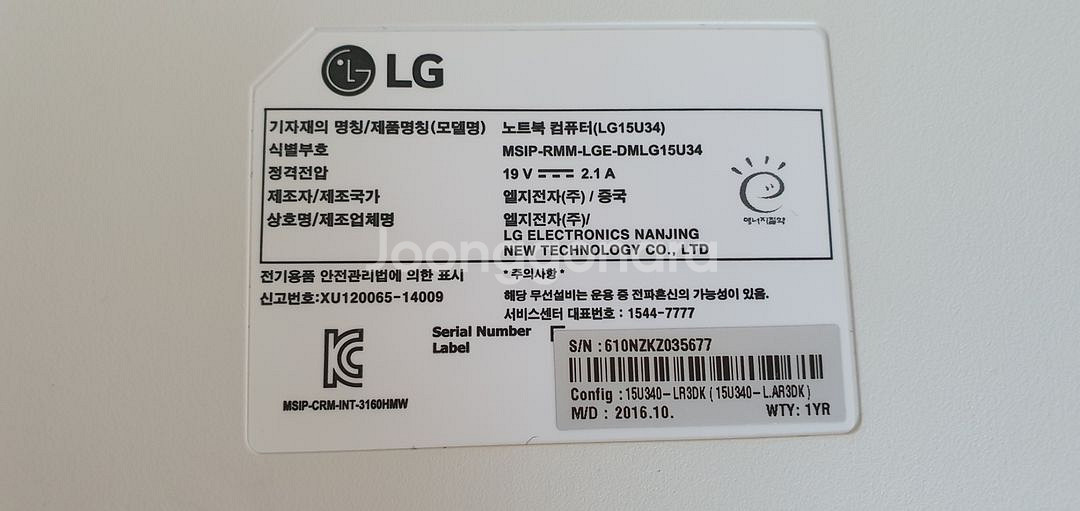 LG
기자재의 명칭/제품명칭(모델명) 노트북 컴퓨터(LG15U34)
식별부호 MSIP-RMM-LGE-DMLG15U34
정격전압 19 V 2.1 A
제조자/제조국가 엘지전자(주) / 중국
상호명/제조업체명 엘지전자(주)/
LG ELECTRONICS NANJING
NEW TECHNOLOGY CO., LTD
에너지절약
Joonggonara
전기용품 안전관리법에 의한 표시 * 주의사항 *
신고번호:XU120065-14009 해당 무선설비는 운용 중 전파혼신의 가능성이 있음.
서비스센터 대표번호 : 1544-7777
Serial Number
Label
S/N : 610NZKZ035677
Config : 15U340-LR3DK ( 15U340-L.AR3DK )
M/D : 2016.10. WTY: 1YR
MSIP-CRM-INT-3160HMW